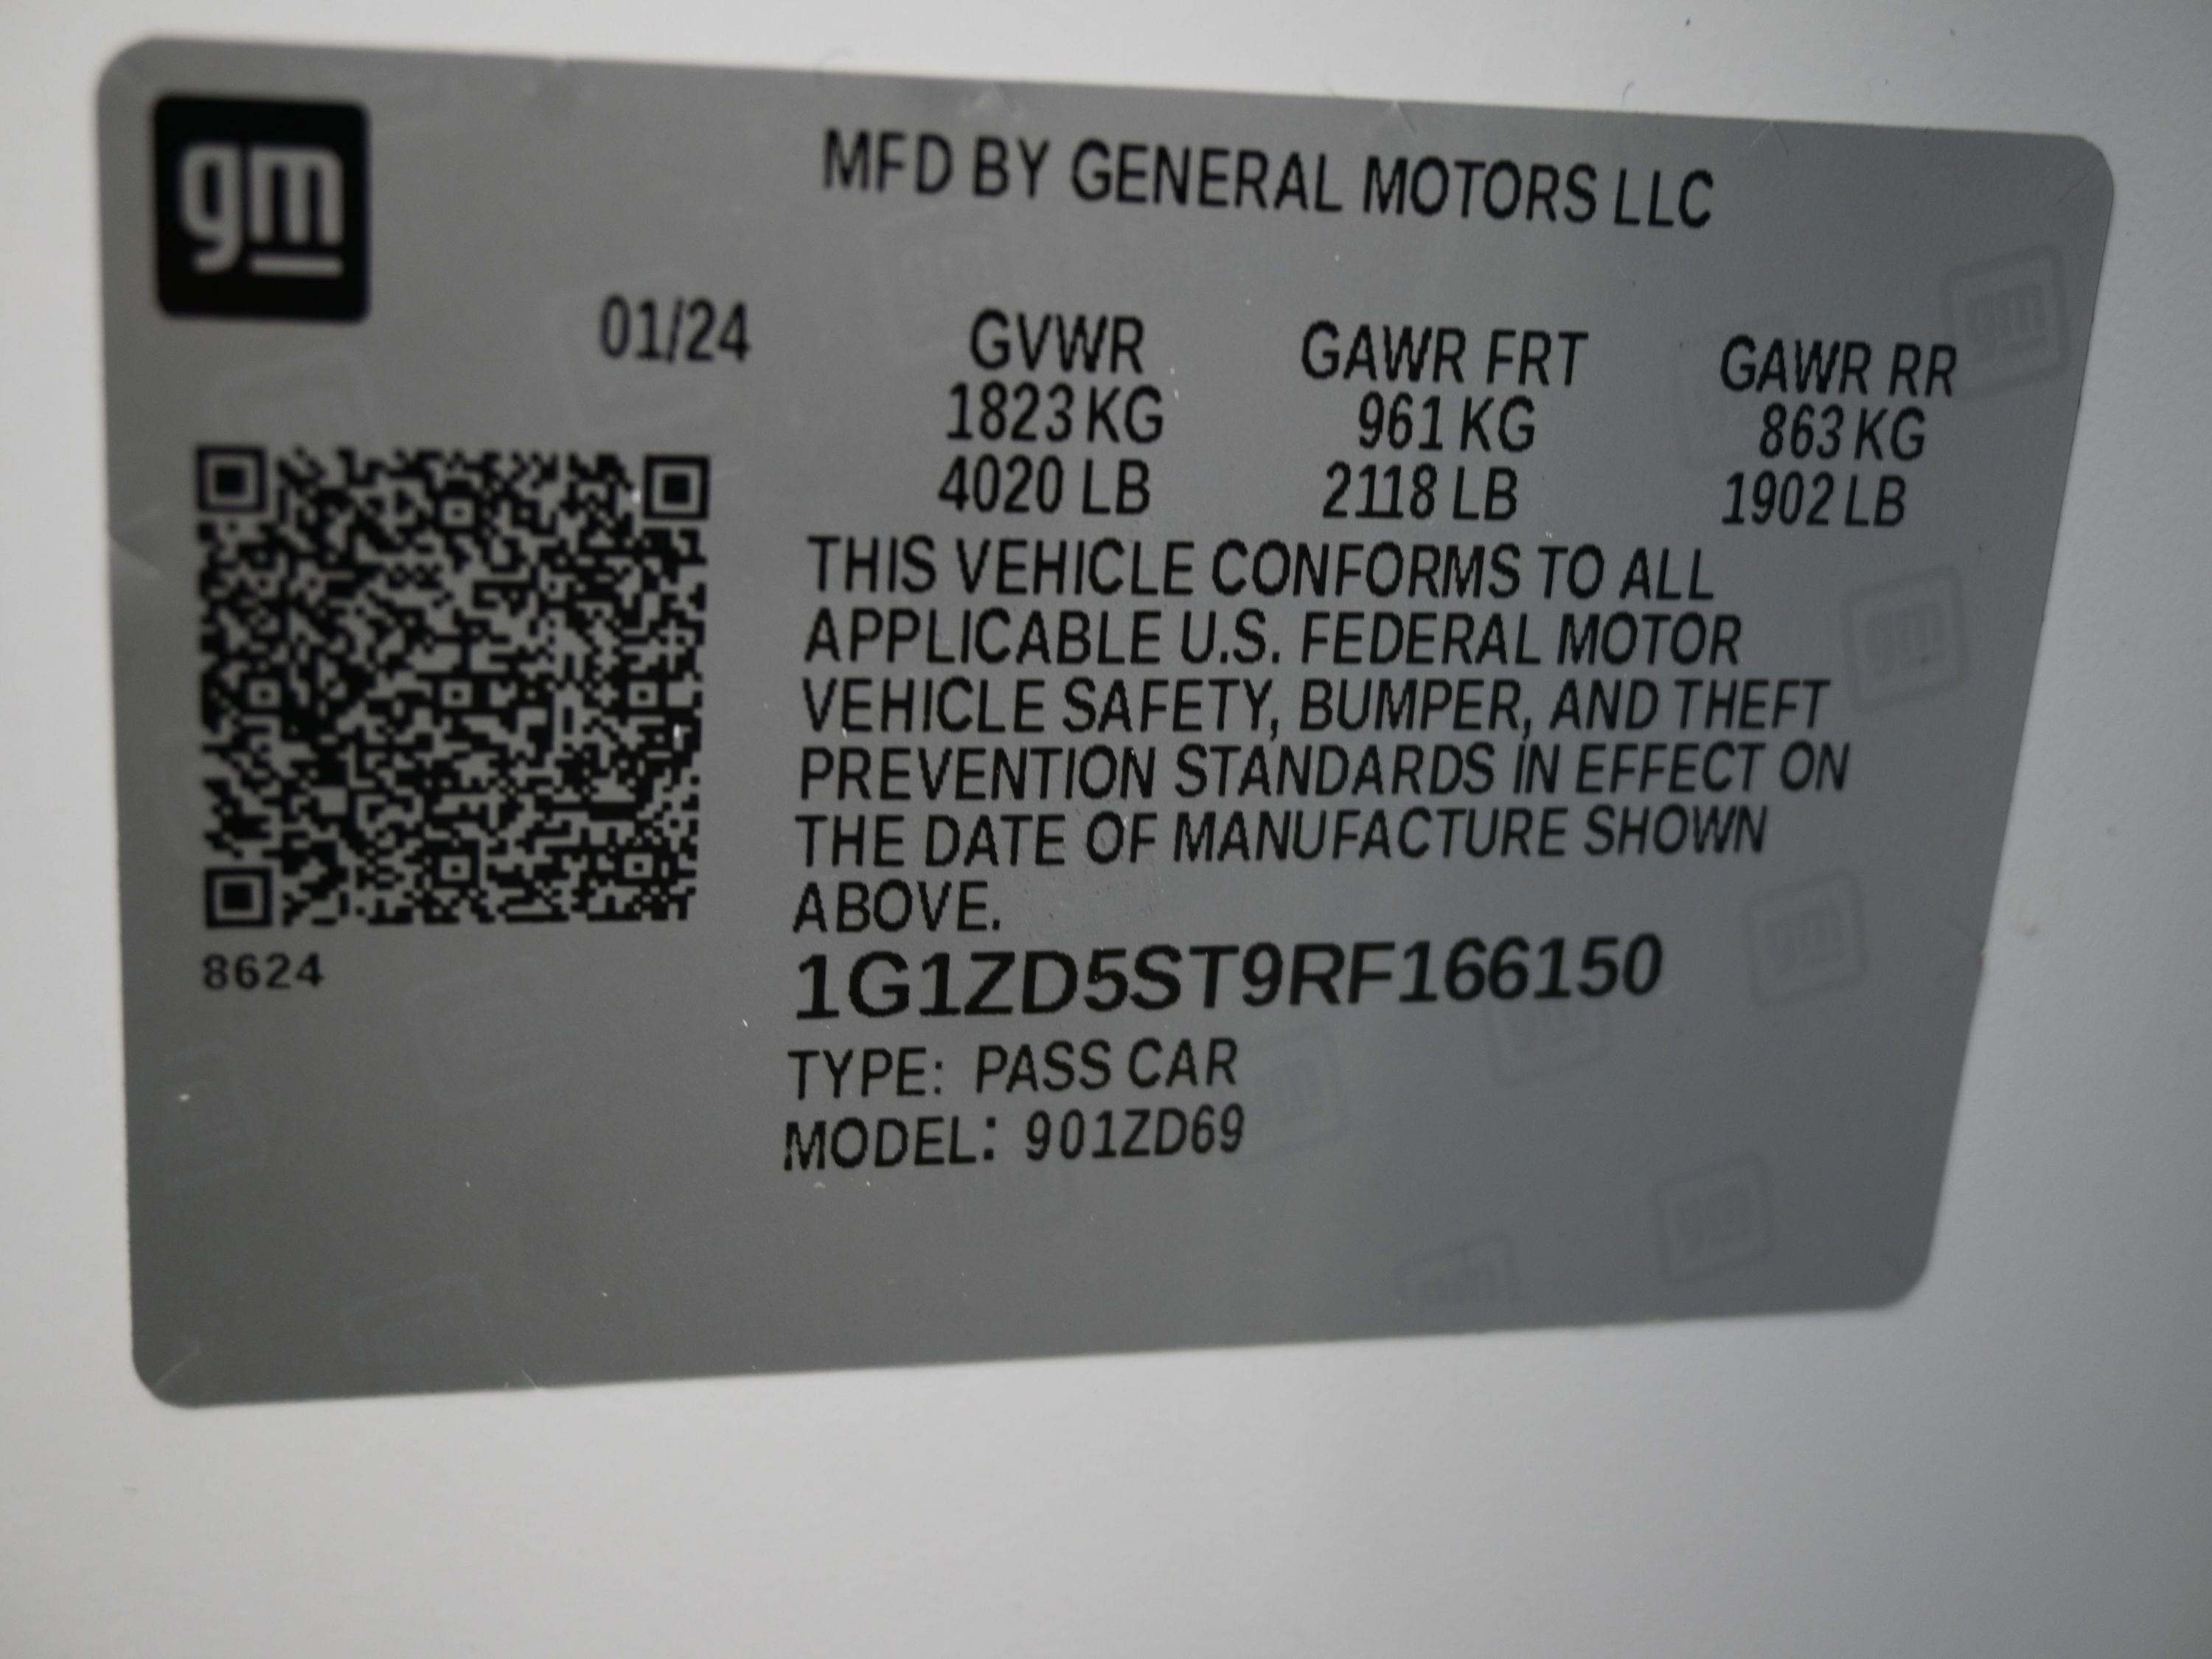 gm
MFD BY GENERAL MOTORS LLC
01/24
GVWR GAWR FRT GAWR RR
1823 KG 961 KG 863 KG
4020 LB 2118 LB 1902 LB
THIS VEHICLE CONFORMS TO ALL
APPLICABLE U.S. FEDERAL MOTOR
VEHICLE SAFETY, BUMPER, AND THEFT
PREVENTION STANDARDS IN EFFECT ON
THE DATE OF MANUFACTURE SHOWN
ABOVE.
8624
1G1ZD5ST9RF166150
TYPE: PASS CAR
MODEL: 901ZD69